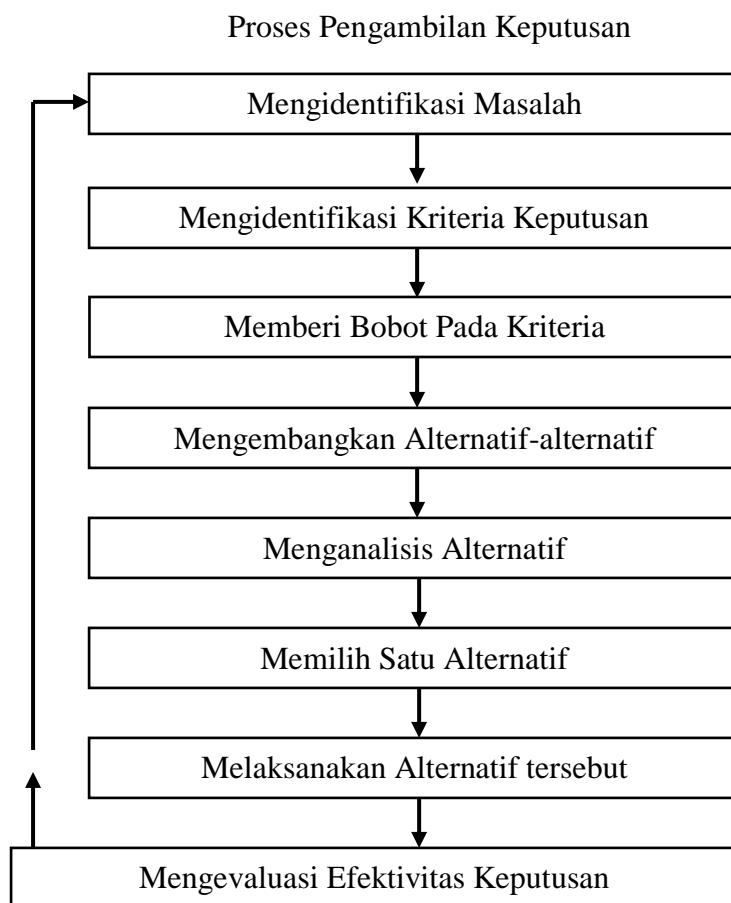 Proses Pengambilan Keputusan
Mengidentifikasi Masalah
Mengidentifikasi Kriteria Keputusan
Memberi Bobot Pada Kriteria
Mengembangkan Alternatif-alternatif
Menganalisis Alternatif
Memilih Satu Alternatif
Melaksanakan Alternatif tersebut
Mengevaluasi Efektivitas Keputusan